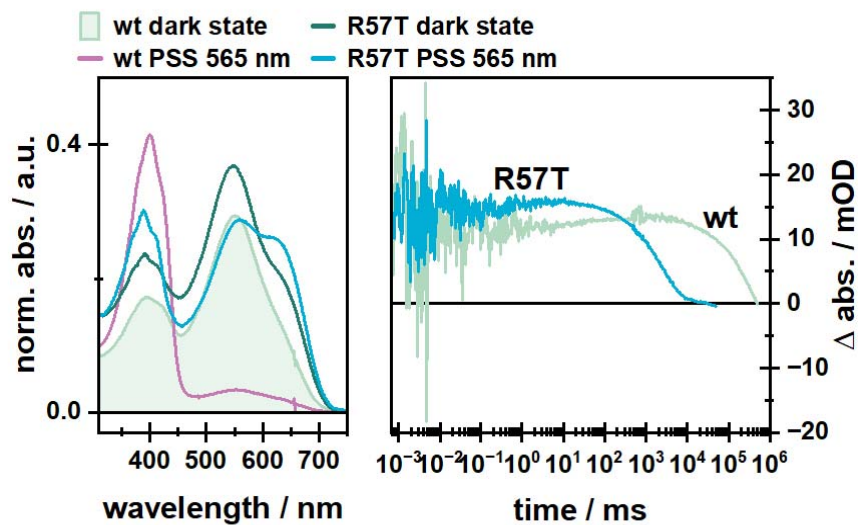 wt dark state R57T dark state
wt PSS 565 nm R57T PSS 565 nm
norm. abs. / a.u.
0.4
0.0
400 500 600 700
wavelength / nm
R57T
wt
30
20
10
0
−10
−20
Δ abs. / mOD
10⁻³ 10⁻² 10⁻¹ 10⁰ 10¹ 10² 10³ 10⁴ 10⁵ 10⁶
time / ms